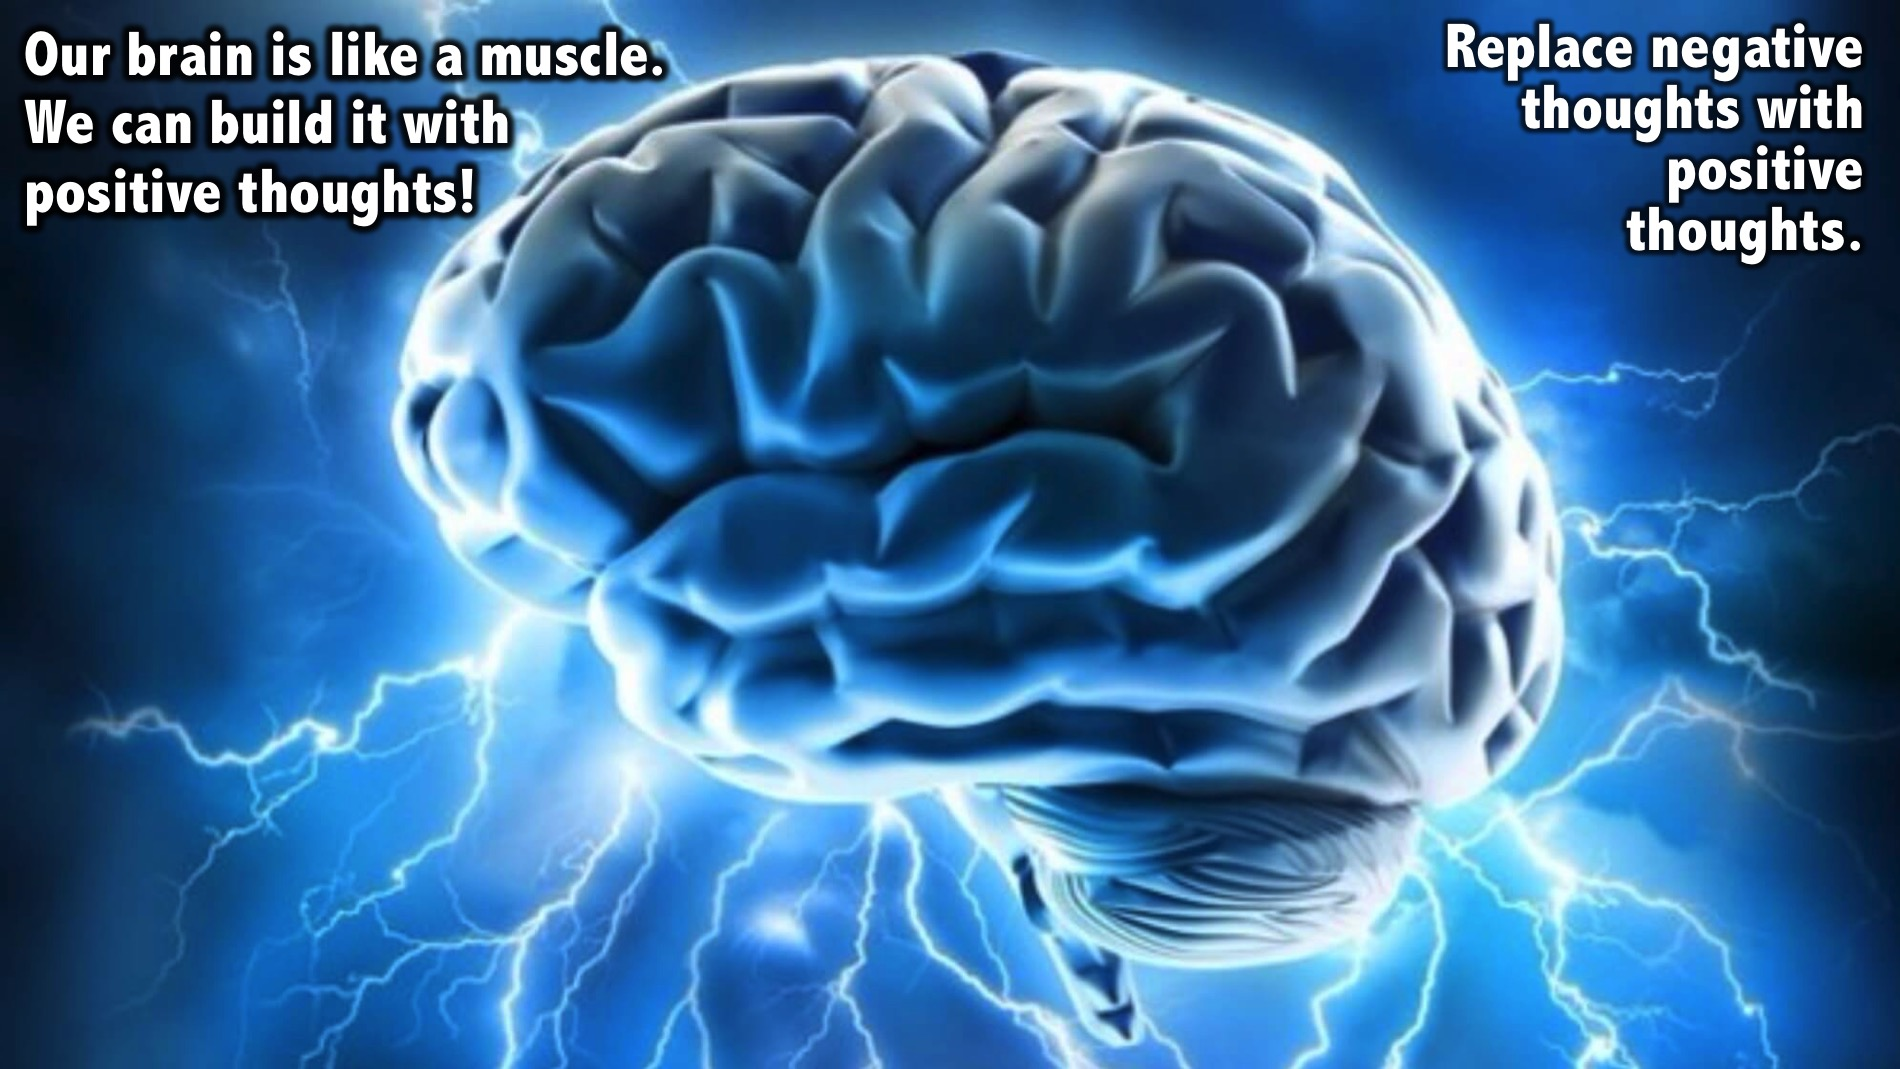 Our brain is like a muscle.
We can build it with
positive thoughts!
Replace negative
thoughts with
positive
thoughts.